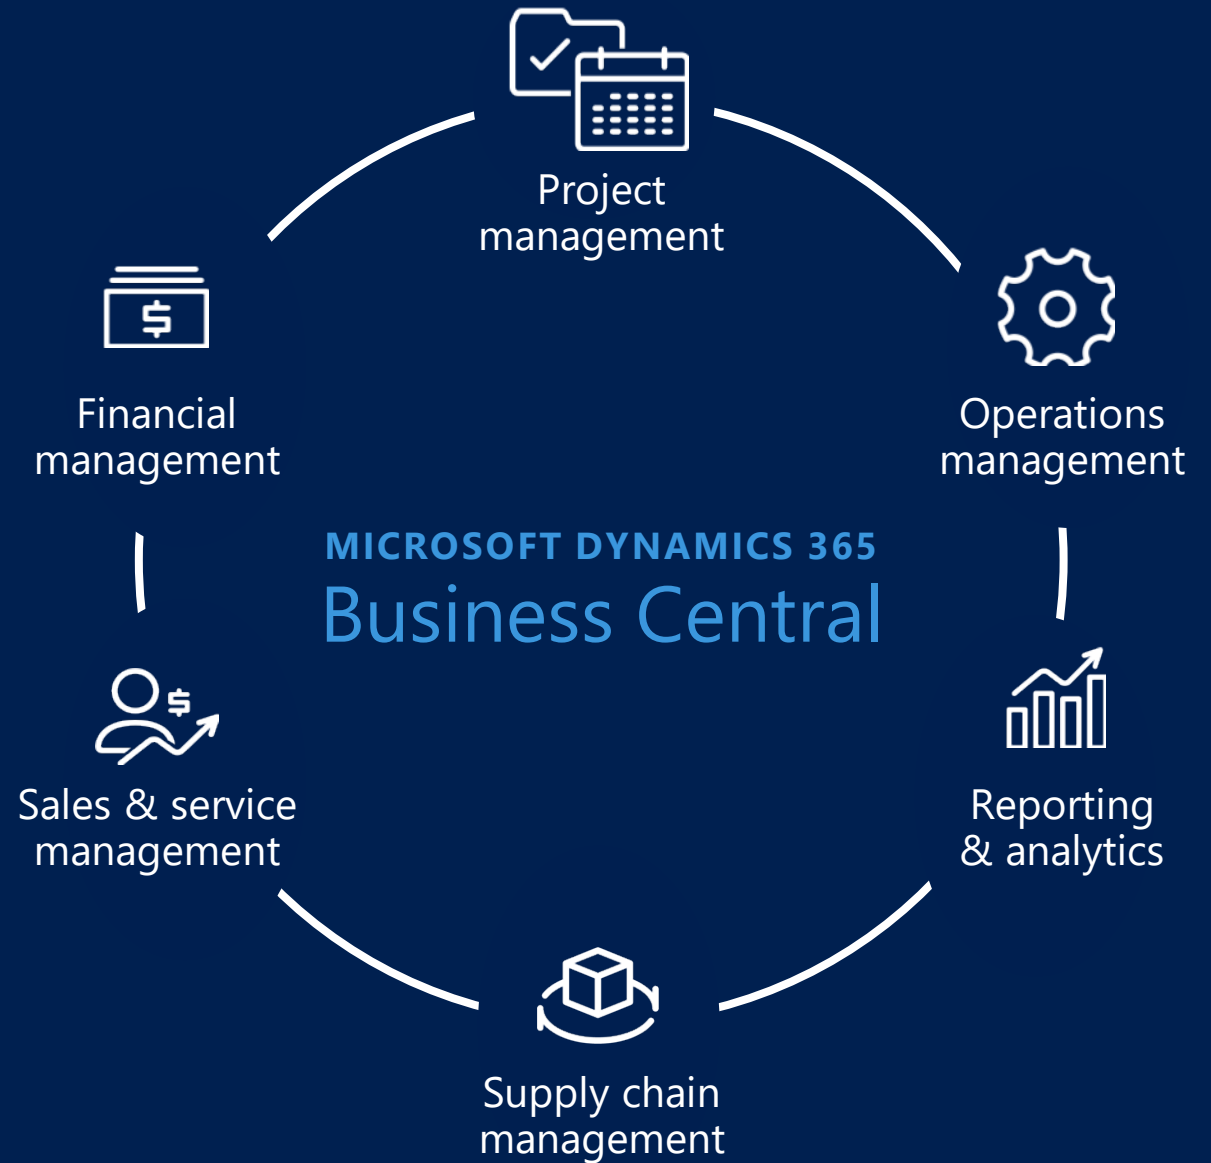 Project
management
Financial
management
Operations
management
MICROSOFT DYNAMICS 365
Business Central
Sales & service
management
Reporting
& analytics
Supply chain
management